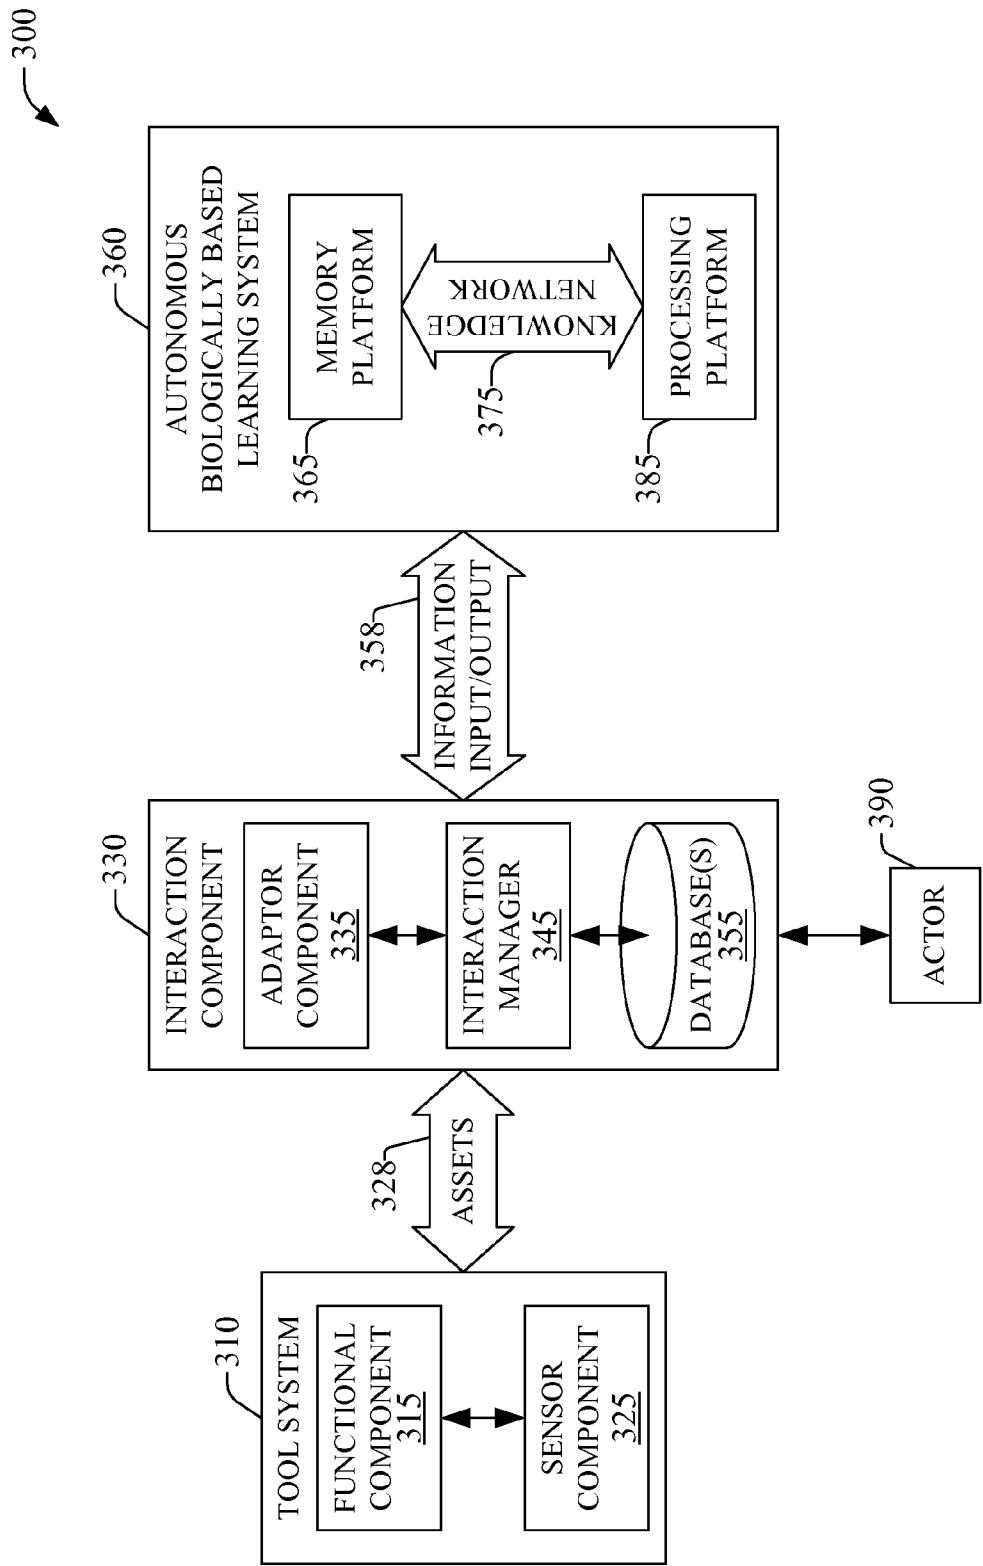 300
310
TOOL SYSTEM
FUNCTIONAL
COMPONENT
315
SENSOR
COMPONENT
325
328
ASSETS
330
INTERACTION
COMPONENT
ADAPTOR
COMPONENT
335
INTERACTION
MANAGER
345
DATABASE(S)
355
390
ACTOR
358
INFORMATION
INPUT/OUTPUT
360
AUTONOMOUS
BIOLOGICALLY BASED
LEARNING SYSTEM
365
MEMORY
PLATFORM
375
KNOWLEDGE
NETWORK
385
PROCESSING
PLATFORM